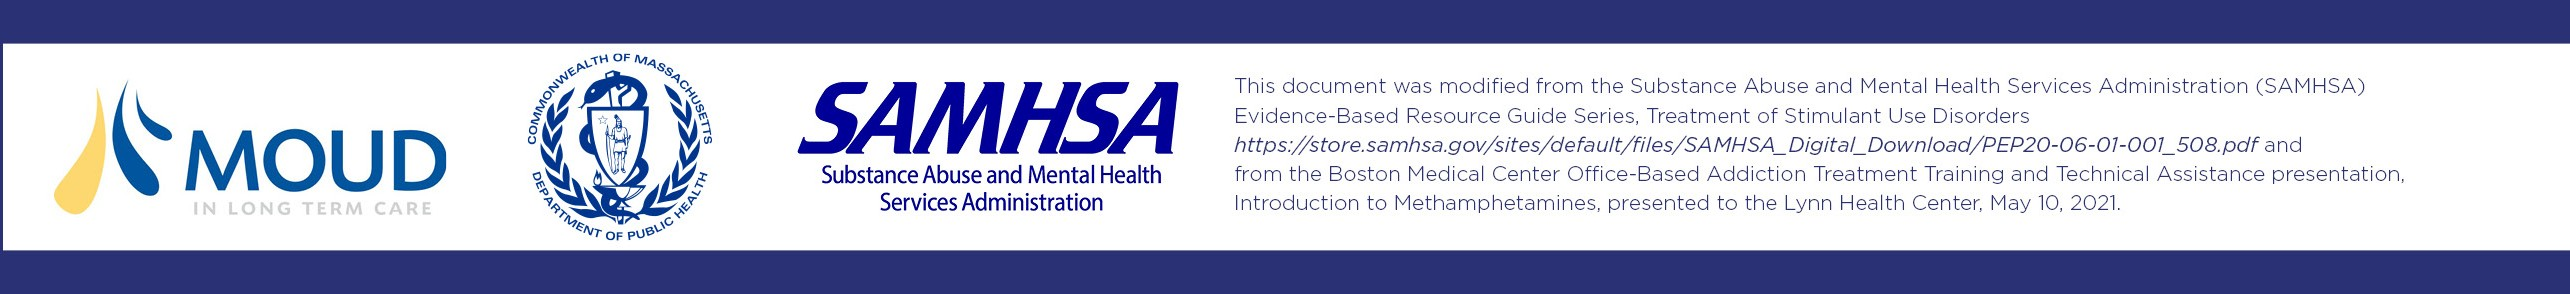 MOUD
IN LONG TERM CARE
COMMONWEALTH OF MASSACHUSETTS
DEPARTMENT OF PUBLIC HEALTH
SAMHSA
Substance Abuse and Mental Health
Services Administration
This document was modified from the Substance Abuse and Mental Health Services Administration (SAMHSA)
Evidence-Based Resource Guide Series, Treatment of Stimulant Use Disorders
https://store.samhsa.gov/sites/default/files/SAMHSA_Digital_Download/PEP20-06-01-001_508.pdf and
from the Boston Medical Center Office-Based Addiction Treatment Training and Technical Assistance presentation,
Introduction to Methamphetamines, presented to the Lynn Health Center, May 10, 2021.